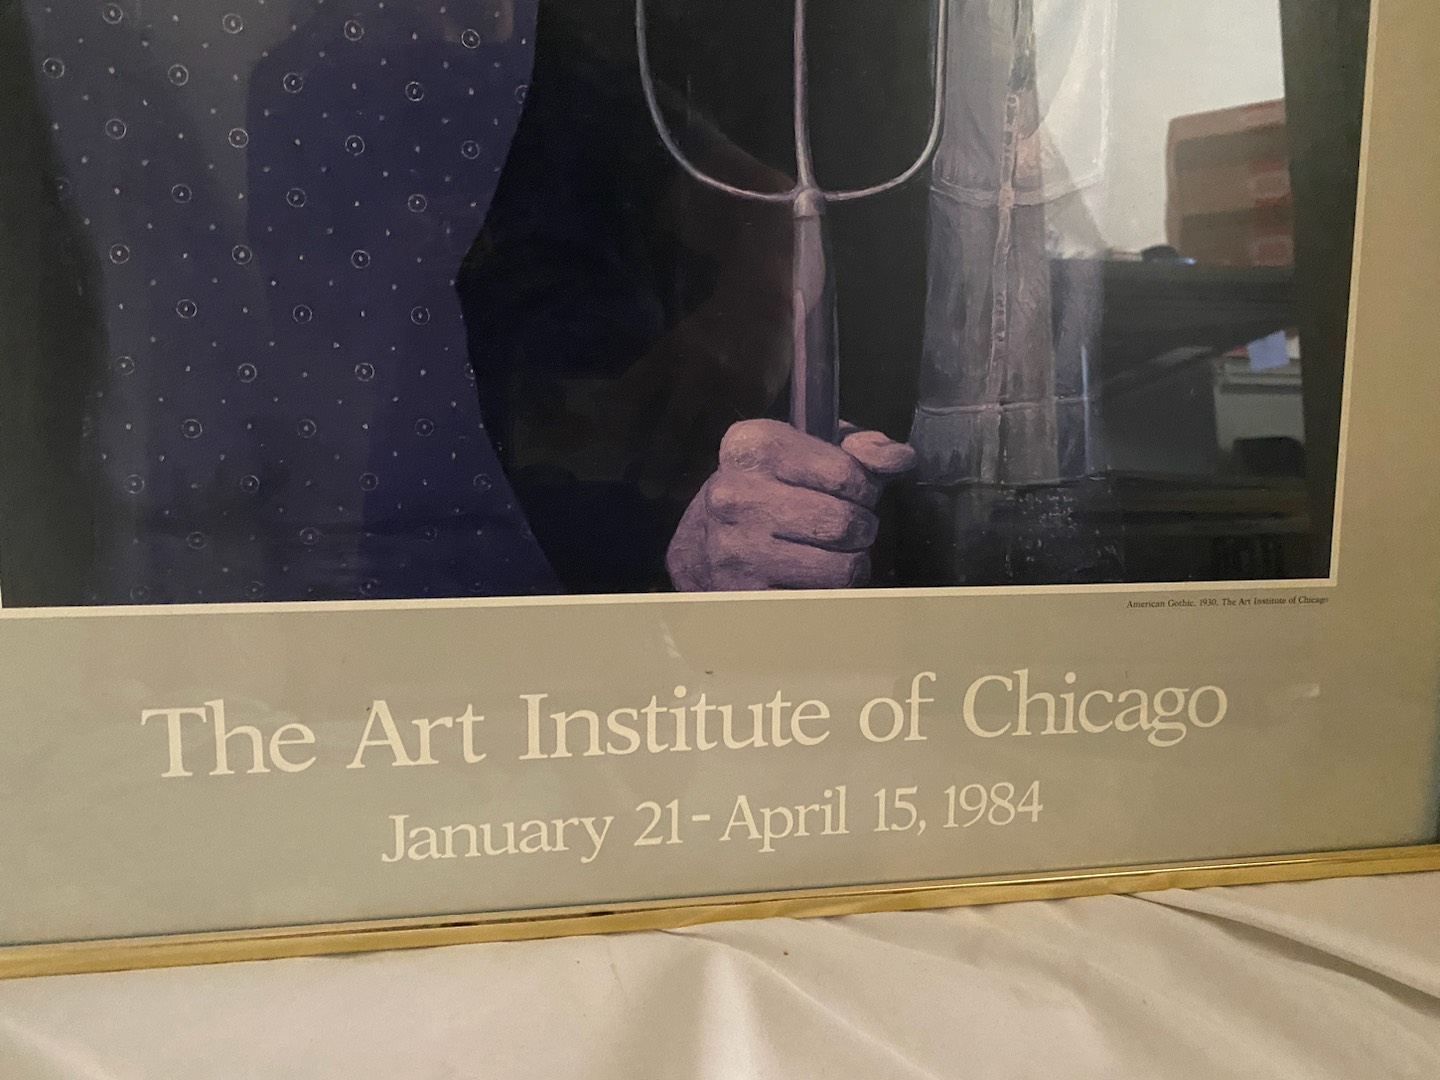 American Gothic, 1930, The Art Institute of Chicago
The Art Institute of Chicago
January 21-April 15, 1984